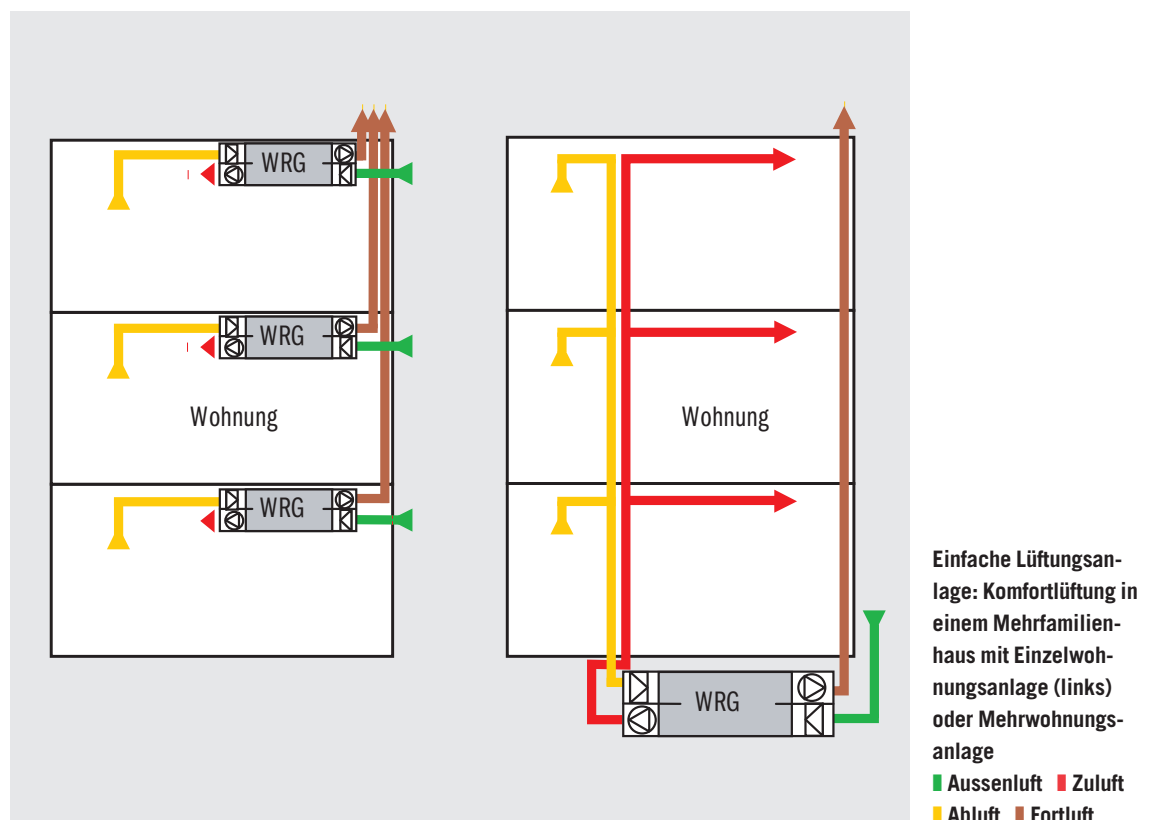 WRG
WRG
Wohnung
WRG
Wohnung
WRG
Einfache Lüftungsan-
lage: Komfortlüftung in
einem Mehrfamilien-
haus mit Einzelwoh-
nungsanlage (links)
oder Mehrwohnungs-
anlage
Aussenluft Zuluft
Abluft Fortluft